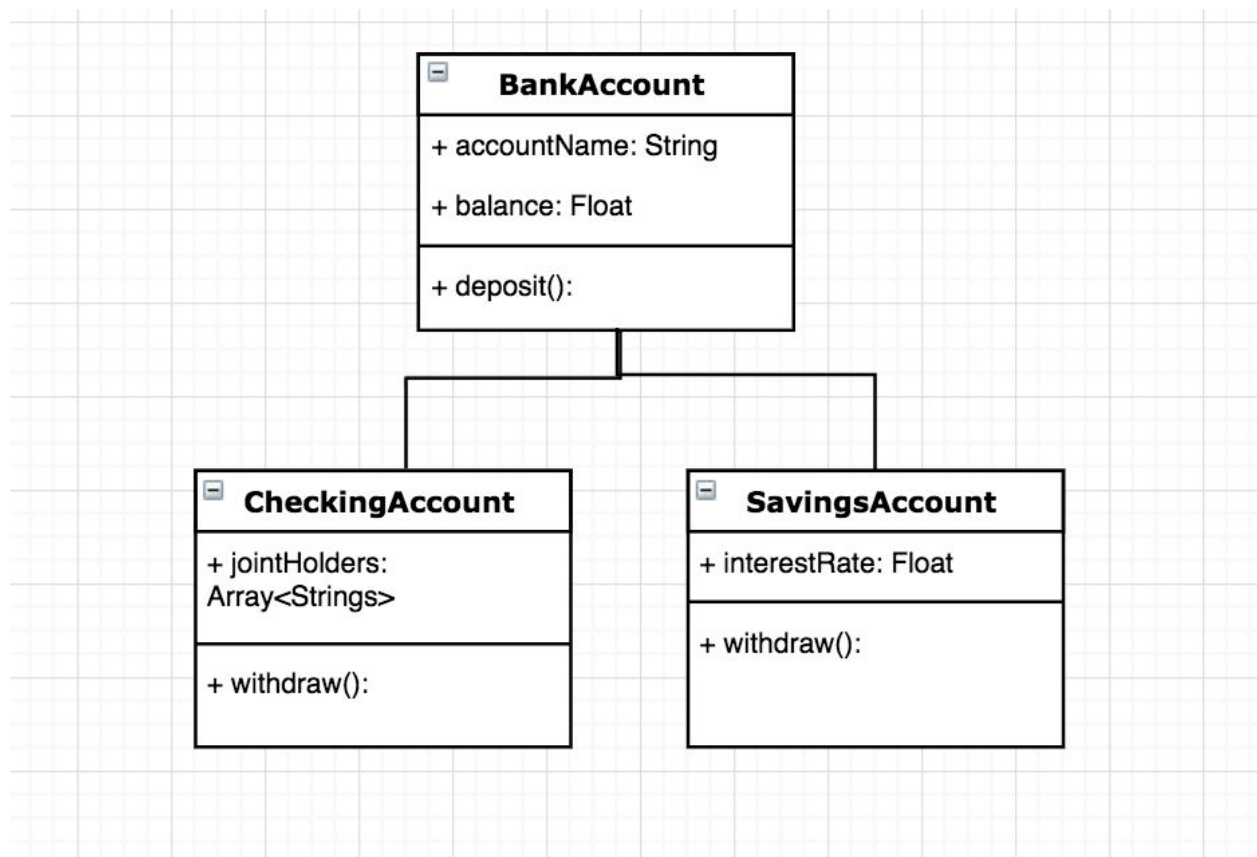 BankAccount
+ accountName: String
+ balance: Float
+ deposit():
CheckingAccount
+ jointHolders:
Array<Strings>
+ withdraw():
SavingsAccount
+ interestRate: Float
+ withdraw():